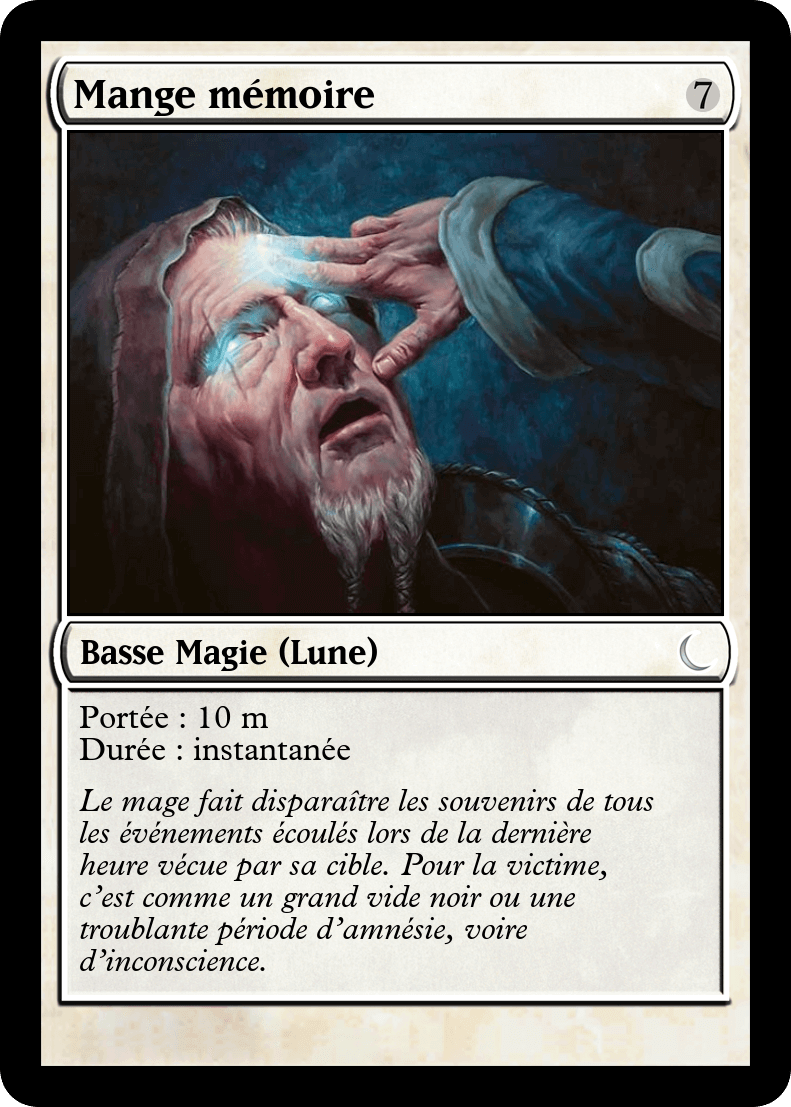 Mange mémoire
7
Basse Magie (Lune)
Portée : 10 m
Durée : instantanée
Le mage fait disparaître les souvenirs de tous
les événements écoulés lors de la dernière
heure vécue par sa cible. Pour la victime,
c’est comme un grand vide noir ou une
troublante période d’amnésie, voire
d’inconscience.